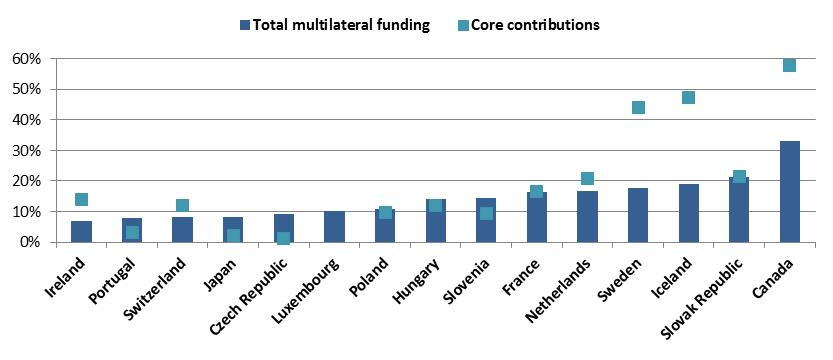 Total multilateral funding Core contributions
60%
50%
40%
30%
20%
10%
0%
Ireland
Portugal
Switzerland
Japan
Czech Republic
Luxembourg
Poland
Hungary
Slovenia
France
Netherlands
Sweden
Iceland
Slovak Republic
Canada